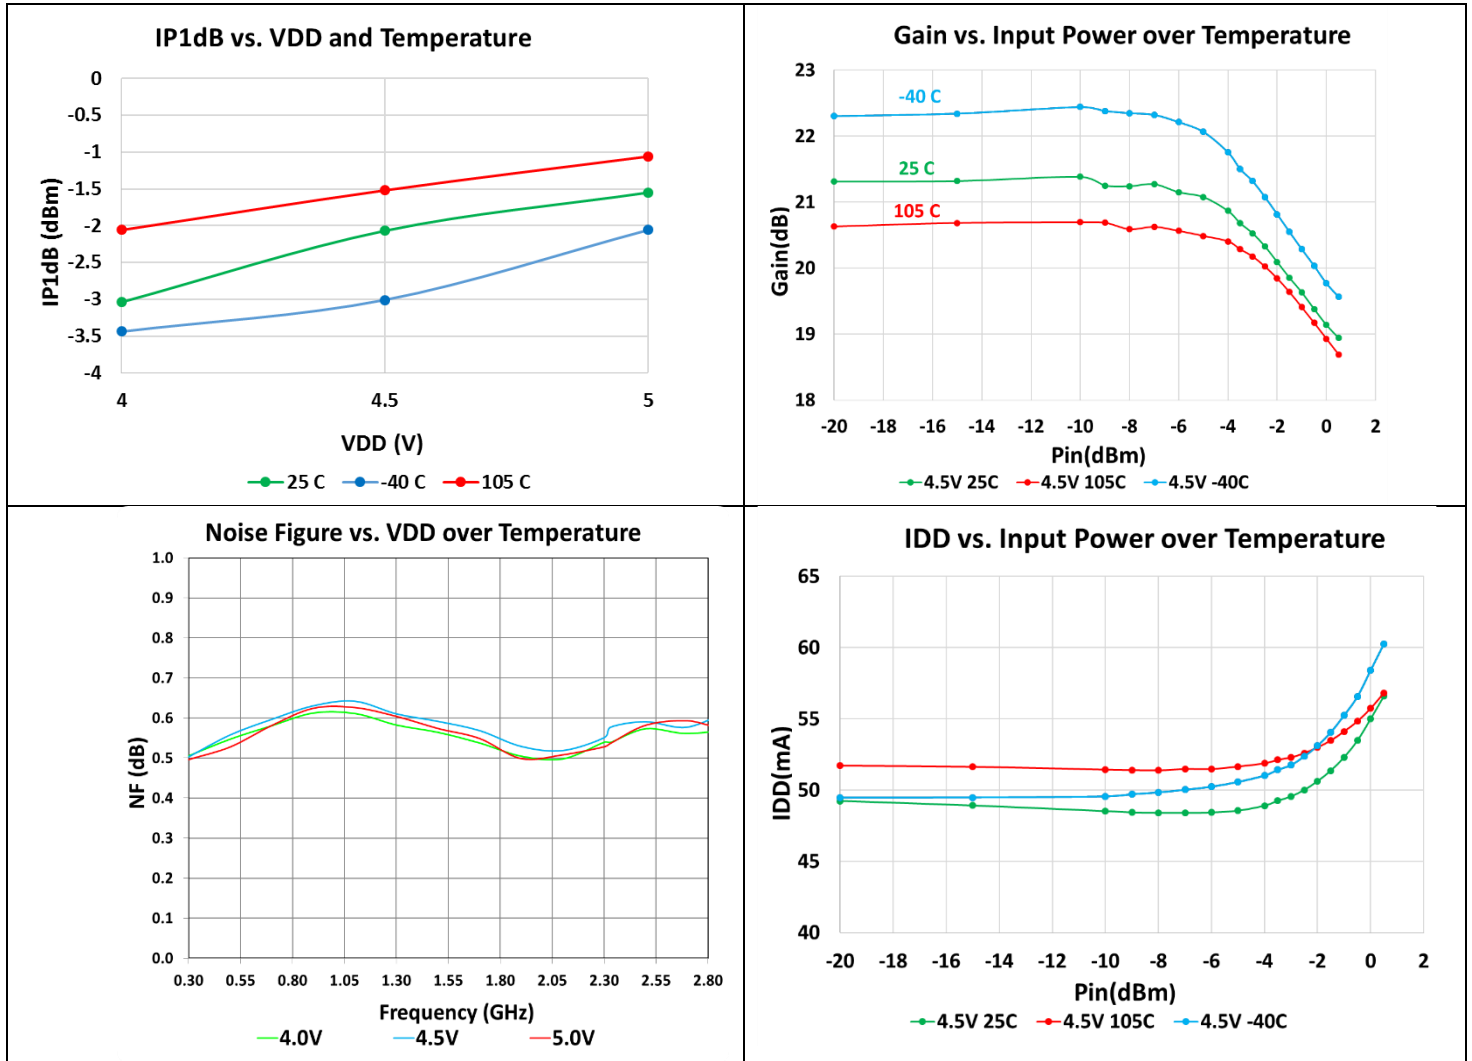 IP1dB vs. VDD and Temperature
0
-0.5
-1
-1.5
-2
-2.5
-3
-3.5
-4
IP1dB (dBm)
4 4.5 5
VDD (V)
25 C -40 C 105 C
Gain vs. Input Power over Temperature
23
22
21
20
19
18
Gain(dB)
-40 C
25 C
105 C
-20 -18 -16 -14 -12 -10 -8 -6 -4 -2 0 2
Pin(dBm)
4.5V 25C 4.5V 105C 4.5V -40C
Noise Figure vs. VDD over Temperature
1.0
0.9
0.8
0.7
0.6
0.5
0.4
0.3
0.2
0.1
0.0
NF (dB)
0.30 0.55 0.80 1.05 1.30 1.55 1.80 2.05 2.30 2.55 2.80
Frequency (GHz)
4.0V 4.5V 5.0V
IDD vs. Input Power over Temperature
65
60
55
50
45
40
IDD(mA)
-20 -18 -16 -14 -12 -10 -8 -6 -4 -2 0 2
Pin(dBm)
4.5V 25C 4.5V 105C 4.5V -40C